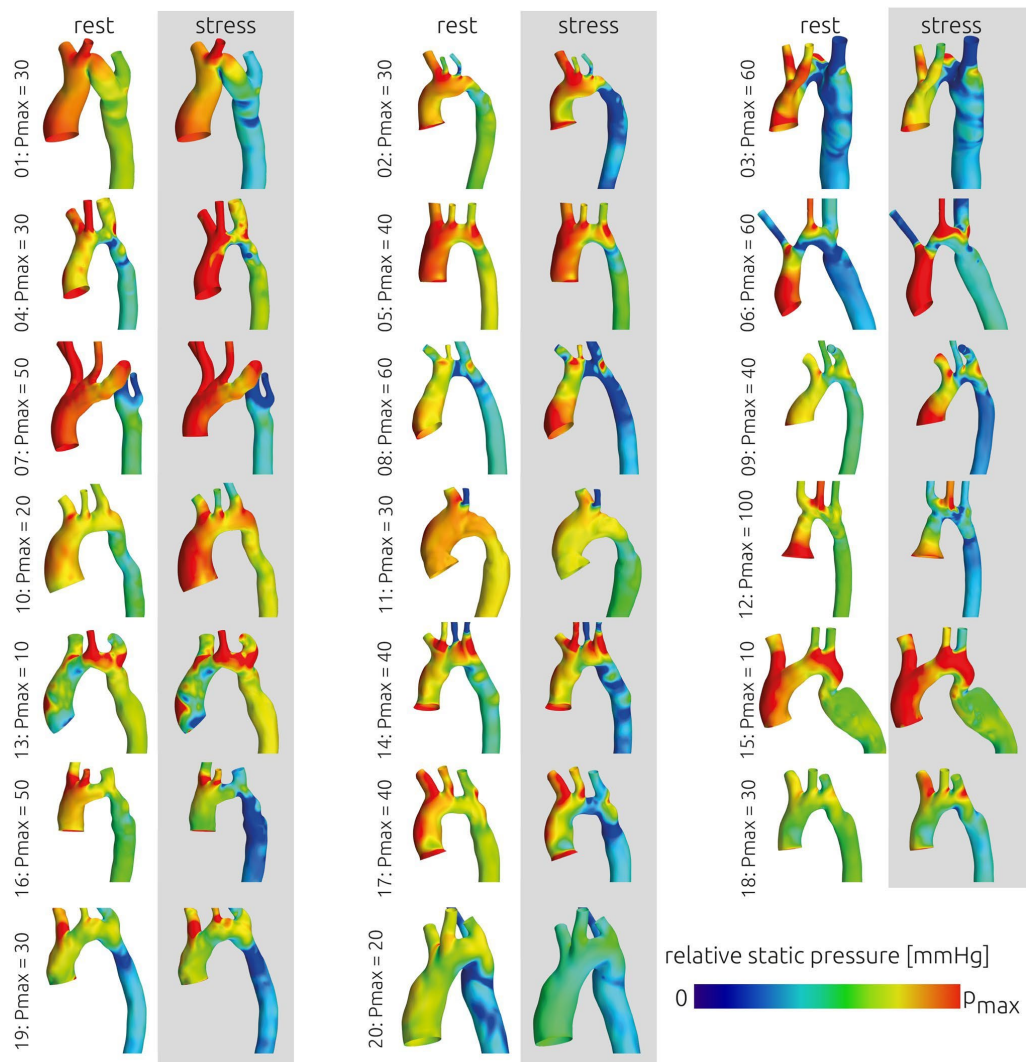 rest stress rest stress rest stress
01: Pmax = 30
02: Pmax = 30
03: Pmax = 60
04: Pmax = 30
05: Pmax = 40
06: Pmax = 60
07: Pmax = 50
08: Pmax = 60
09: Pmax = 40
10: Pmax = 20
11: Pmax = 30
12: Pmax = 100
13: Pmax = 10
14: Pmax = 40
15: Pmax = 10
16: Pmax = 50
17: Pmax = 40
18: Pmax = 30
19: Pmax = 30
20: Pmax = 20
relative static pressure [mmHg]
0 pmax